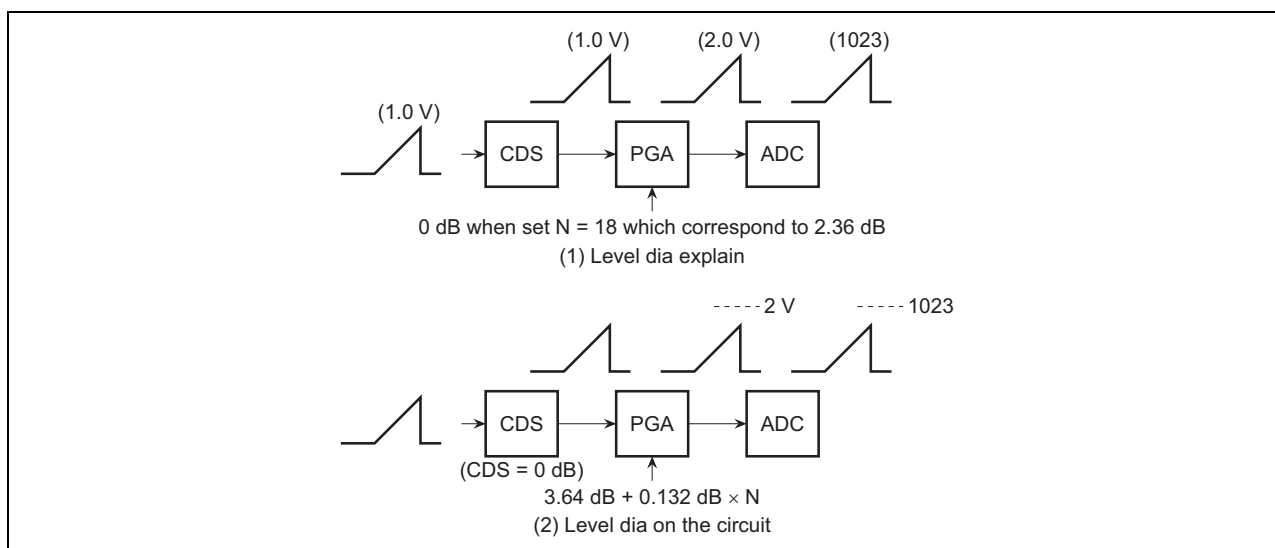 (1.0 V) (2.0 V) (1023)
(1.0 V)
CDS PGA ADC
0 dB when set N = 18 which correspond to 2.36 dB
(1) Level dia explain
2 V 1023
CDS PGA ADC
(CDS = 0 dB)
3.64 dB + 0.132 dB × N
(2) Level dia on the circuit